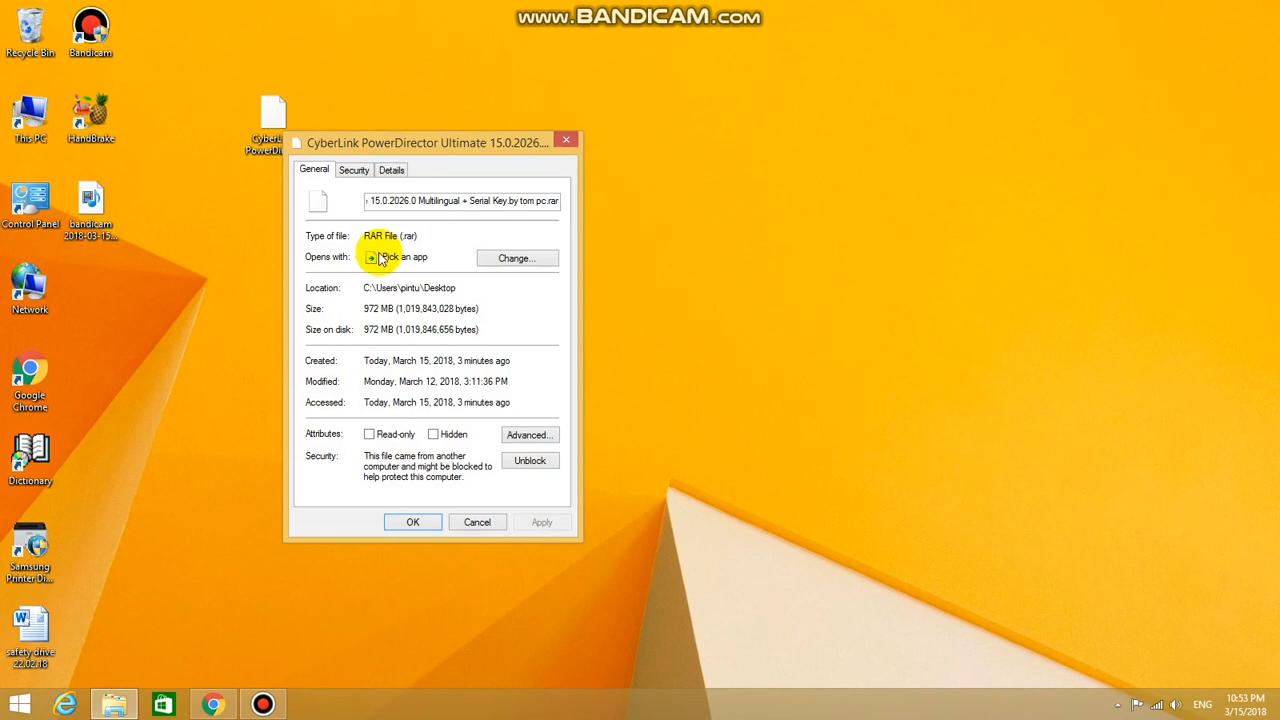 www.BANDICAM.com
Recycle Bin
Bandicam
This PC
HandBrake
Control Panel
bandicam
2018-03-15...
Network
Google
Chrome
Dictionary
Samsung
Printer Di...
safety drive
22.02.18
CyberLink PowerDirector Ultimate 15.0.2026....
General
Security
Details
15.0.2026.0 Multilingual + Serial Key.by tom pc.rar
Type of file: RAR File (.rar)
Opens with: Pick an app
Change...
Location: C:\Users\pintu\Desktop
Size: 972 MB (1,019,843,028 bytes)
Size on disk: 972 MB (1,019,846,656 bytes)
Created: Today, March 15, 2018, 3 minutes ago
Modified: Monday, March 12, 2018, 3:11:36 PM
Accessed: Today, March 15, 2018, 3 minutes ago
Attributes: Read-only Hidden Advanced...
Security: This file came from another
computer and might be blocked to
help protect this computer.
Unblock
OK
Cancel
Apply
ENG
10:53 PM
3/15/2018